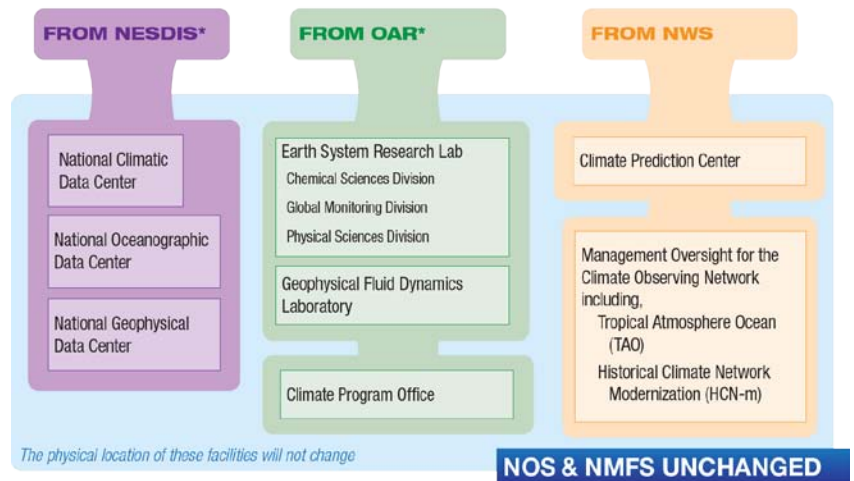 FROM NESDIS*
National Climatic
Data Center
National Oceanographic
Data Center
National Geophysical
Data Center
FROM OAR*
Earth System Research Lab
Chemical Sciences Division
Global Monitoring Division
Physical Sciences Division
Geophysical Fluid Dynamics
Laboratory
Climate Program Office
FROM NWS
Climate Prediction Center
Management Oversight for the
Climate Observing Network
including,
Tropical Atmosphere Ocean
(TAO)
Historical Climate Network
Modernization (HCN-m)
The physical location of these facilities will not change
NOS & NMFS UNCHANGED